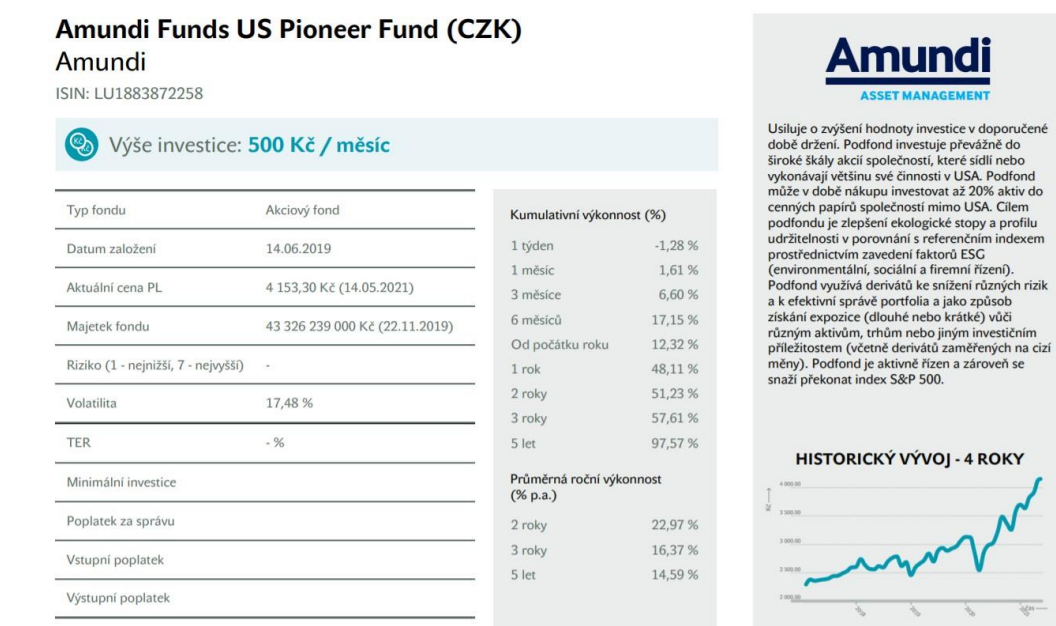 Amundi Funds US Pioneer Fund (CZK)
Amundi
ISIN: LU1883872258
Výše investice: 500 Kč / měsíc
Typ fondu Akciový fond
Datum založení 14.06.2019
Aktuální cena PL 4 153,30 Kč (14.05.2021)
Majetek fondu 43 326 239 000 Kč (22.11.2019)
Riziko (1 - nejnižší, 7 - nejvyšší) -
Volatilita 17,48 %
TER - %
Minimální investice
Poplatek za správu
Vstupní poplatek
Výstupní poplatek
Kumulativní výkonnost (%)
1 týden -1,28 %
1 měsíc 1,61 %
3 měsíce 6,60 %
6 měsíců 17,15 %
Od počátku roku 12,32 %
1 rok 48,11 %
2 roky 51,23 %
3 roky 57,61 %
5 let 97,57 %
Průměrná roční výkonnost
(% p.a.)
2 roky 22,97 %
3 roky 16,37 %
5 let 14,59 %
Amundi
ASSET MANAGEMENT
Usiluje o zvýšení hodnoty investice v doporučené
době držení. Podfond investuje převážně do
široké škály akcií společností, které sídlí nebo
vykonávají většinu své činnosti v USA. Podfond
může v době nákupu investovat až 20% aktiv do
cenných papírů společností mimo USA. Cílem
podfondu je zlepšení ekologické stopy a profilu
udržitelnosti v porovnání s referenčním indexem
prostřednictvím zavedení faktorů ESG
(environmentální, sociální a firemní řízení).
Podfond využívá derivátů ke snížení různých rizik
a k efektivní správě portfolia a jako způsob
získání expozice (dlouhé nebo krátké) vůči
různým aktivům, trhům nebo jiným investičním
příležitostem (včetně derivátů zaměřených na cizí
měny). Podfond je aktivně řízen a zároveň se
snaží překonat index S&P 500.
HISTORICKÝ VÝVOJ - 4 ROKY
Kč
4 000,00
3 500,00
3 000,00
2 500,00
2 000,00
2018
2019
2020
2021